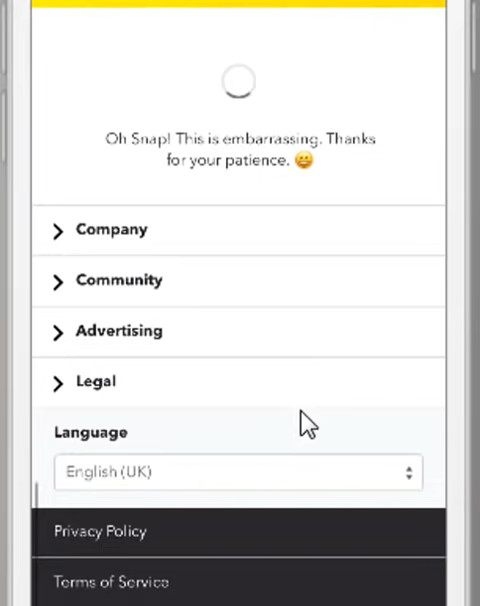 Oh Snap! This is embarrassing. Thanks
for your patience. 😀
Company
Community
Advertising
Legal
Language
English (UK)
Privacy Policy
Terms of Service